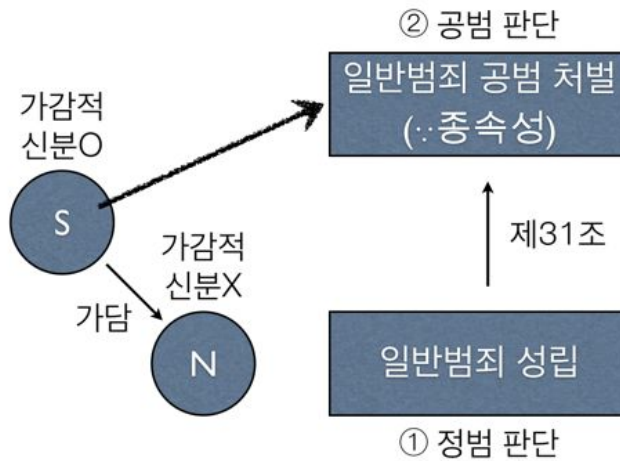 ② 공범 판단
일반범죄 공범 처벌
(∵종속성)
가감적
신분O
S
제31조
가감적
신분X
가담
N
일반범죄 성립
① 정범 판단